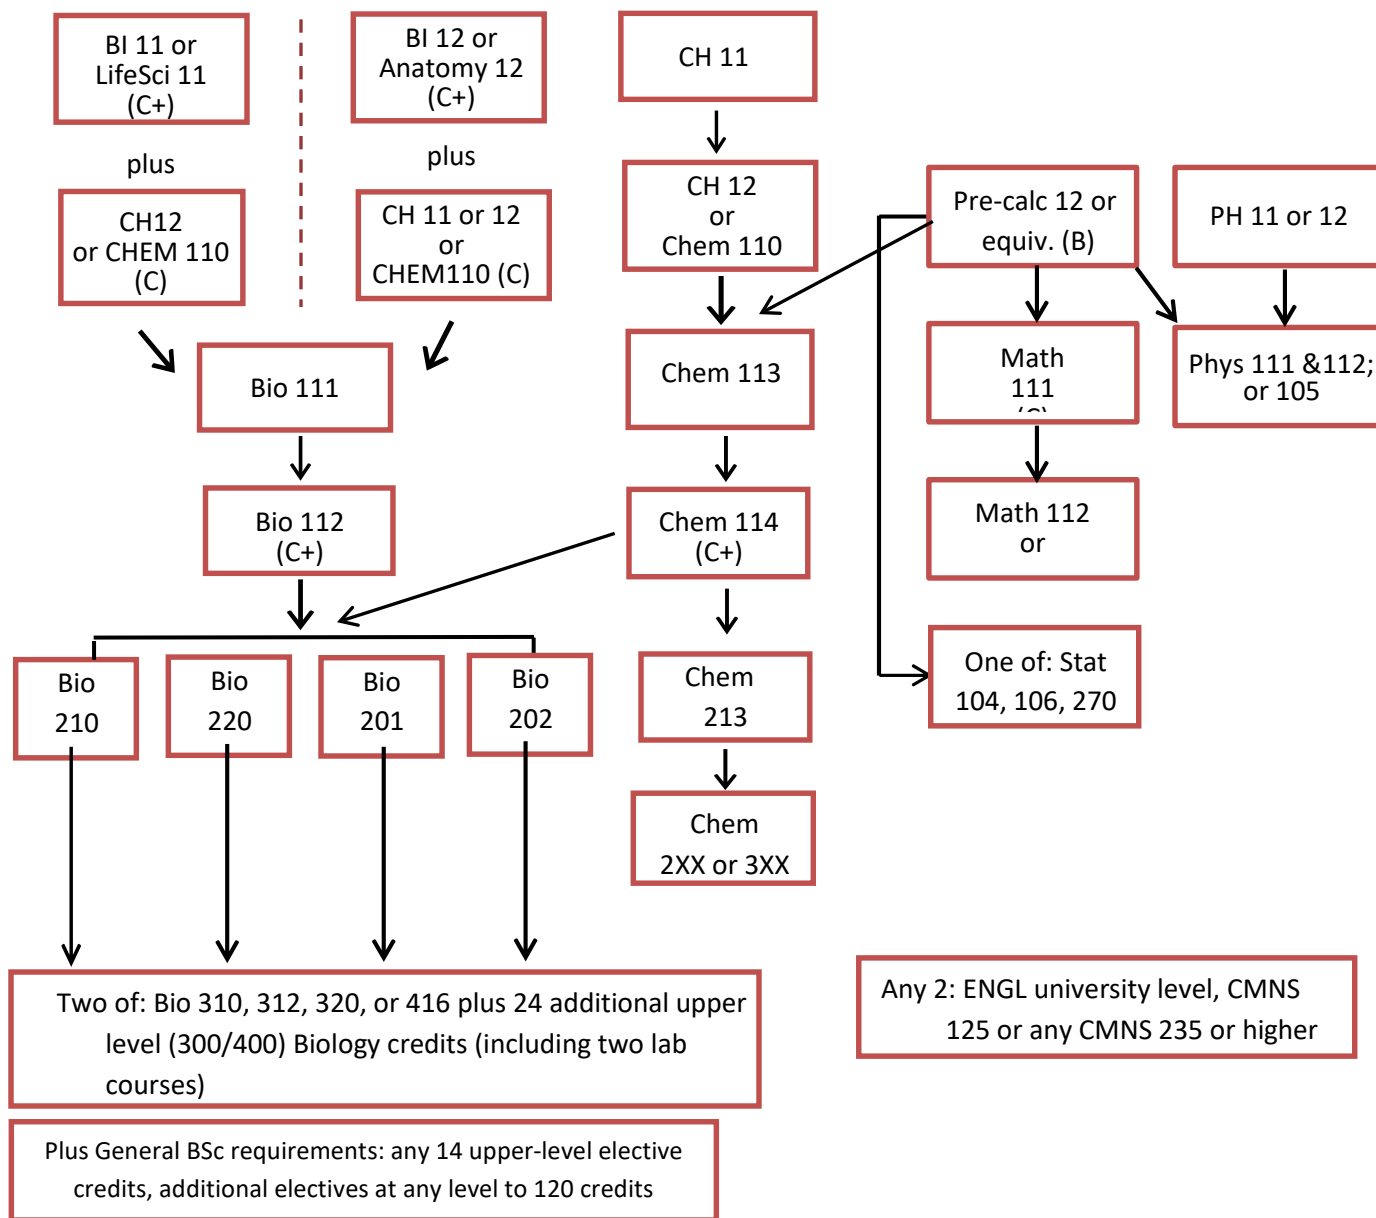 BI 11 or
LifeSci 11
(C+)
plus
CH12
or CHEM 110
(C)
BI 12 or
Anatomy 12
(C+)
plus
CH 11 or 12
or
CHEM110 (C)
Bio 111
Bio 112
(C+)
CH 11
CH 12
or
Chem 110
Chem 113
Chem 114
(C+)
Chem
213
Chem
2XX or 3XX
Pre-calc 12 or
equiv. (B)
Math
111
Math 112
or
One of: Stat
104, 106, 270
PH 11 or 12
Phys 111 &112;
or 105
Bio
210
Bio
220
Bio
201
Bio
202
Two of: Bio 310, 312, 320, or 416 plus 24 additional upper
level (300/400) Biology credits (including two lab
courses)
Any 2: ENGL university level, CMNS
125 or any CMNS 235 or higher
Plus General BSc requirements: any 14 upper-level elective
credits, additional electives at any level to 120 credits